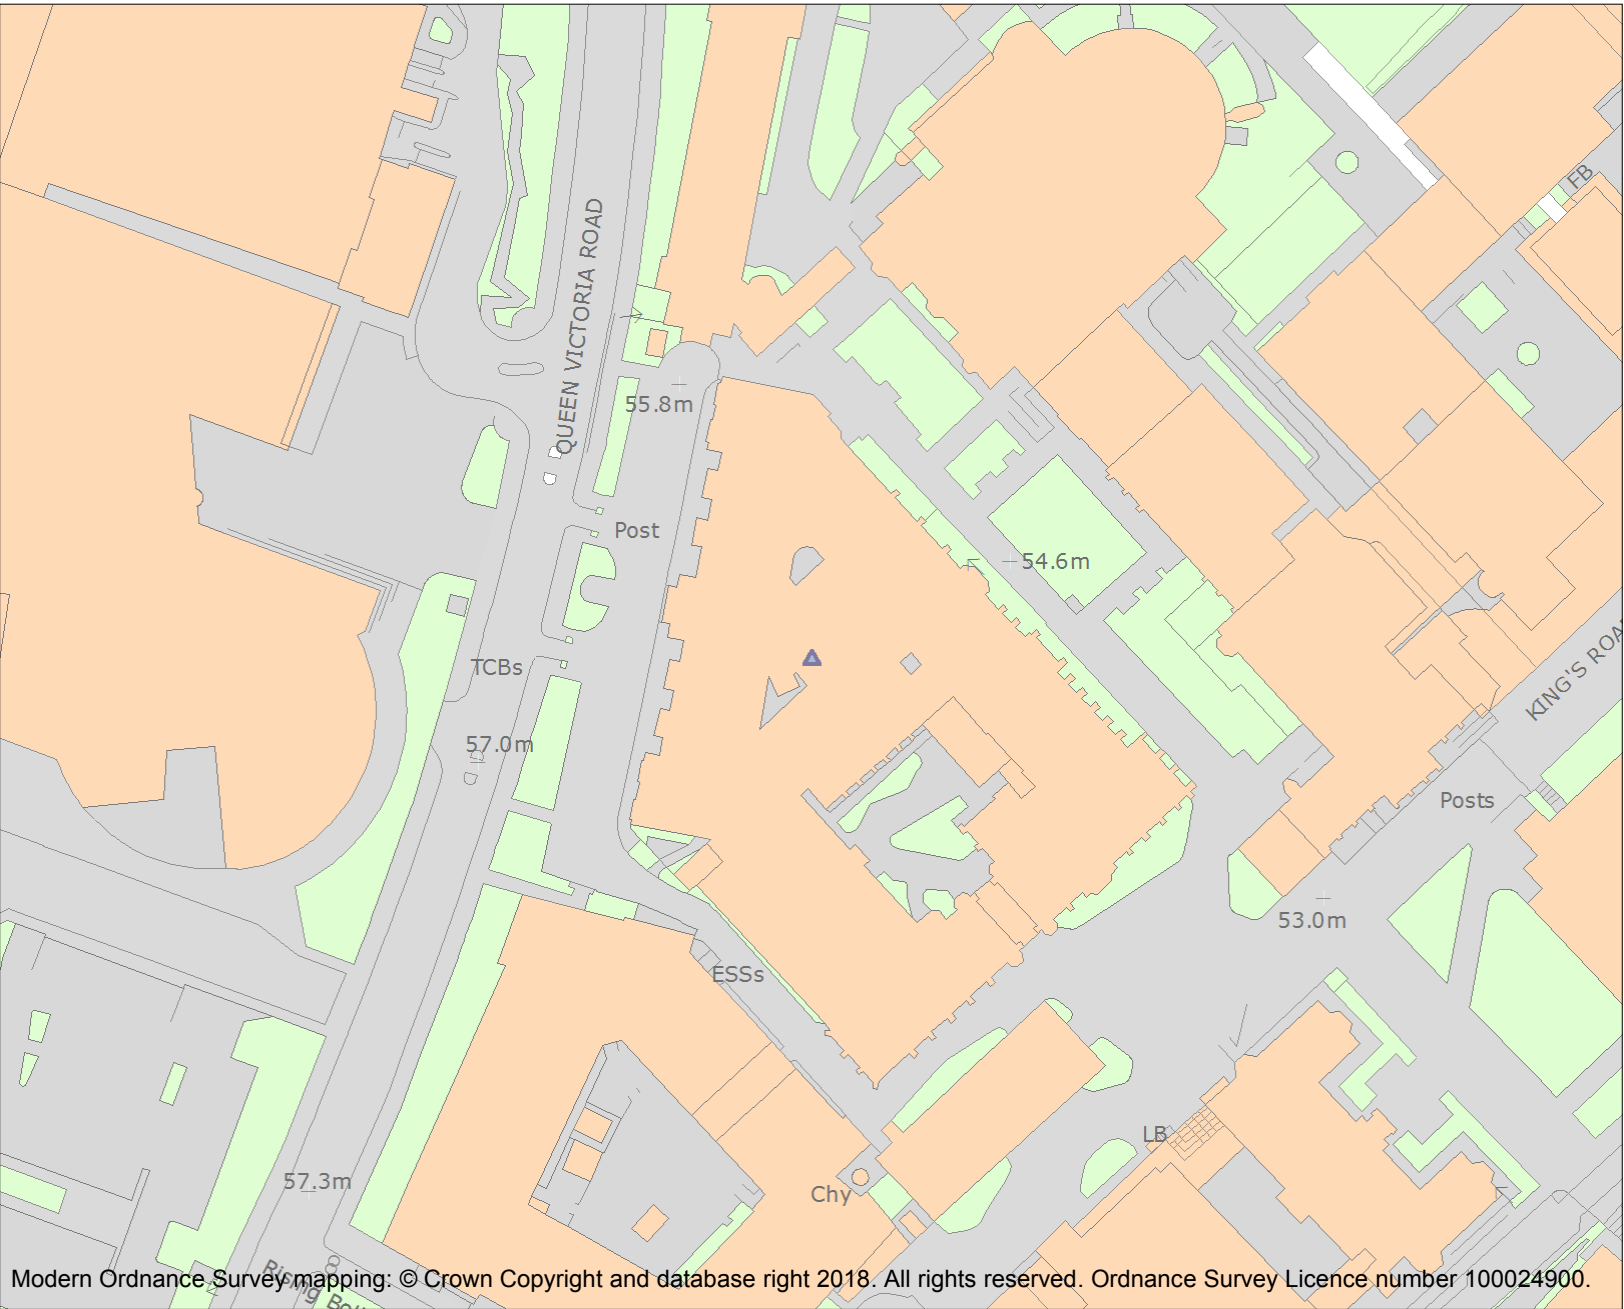 FB
QUEEN VICTORIA ROAD
55.8m
Post
54.6m
TCBs
KING'S
57.0m
Posts
53.0m
ESSs
LB
57.3m
Chy
Rising
Modern Ordnance Survey mapping: © Crown Copyright and database right 2018. All rights reserved. Ordnance Survey Licence number 100024900.